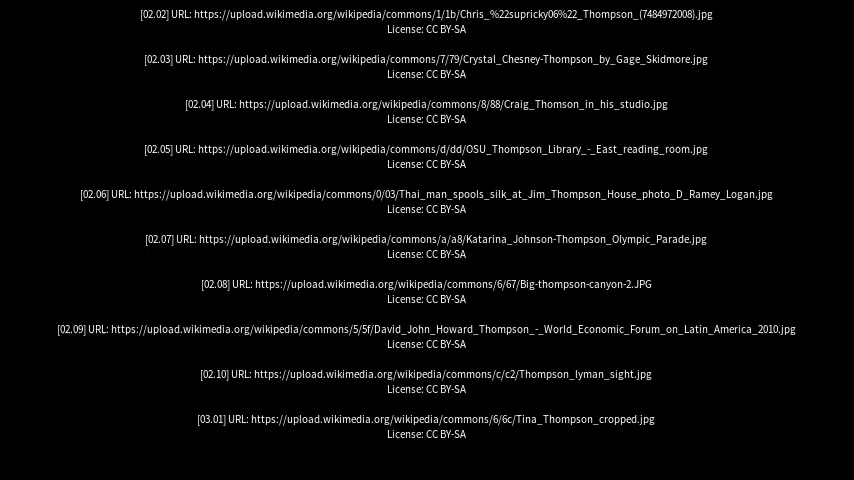 [02.02] URL: https://upload.wikimedia.org/wikipedia/commons/1/1b/Chris_%22supricky06%22_Thompson_(7484972008).jpg
License: CC BY-SA
[02.03] URL: https://upload.wikimedia.org/wikipedia/commons/7/79/Crystal_Chesney-Thompson_by_Gage_Skidmore.jpg
License: CC BY-SA
[02.04] URL: https://upload.wikimedia.org/wikipedia/commons/8/88/Craig_Thomson_in_his_studio.jpg
License: CC BY-SA
[02.05] URL: https://upload.wikimedia.org/wikipedia/commons/d/dd/OSU_Thompson_Library_-_East_reading_room.jpg
License: CC BY-SA
[02.06] URL: https://upload.wikimedia.org/wikipedia/commons/0/03/Thai_man_spools_silk_at_Jim_Thompson_House_photo_D_Ramey_Logan.jpg
License: CC BY-SA
[02.07] URL: https://upload.wikimedia.org/wikipedia/commons/a/a8/Katarina_Johnson-Thompson_Olympic_Parade.jpg
License: CC BY-SA
[02.08] URL: https://upload.wikimedia.org/wikipedia/commons/6/67/Big-thompson-canyon-2.JPG
License: CC BY-SA
[02.09] URL: https://upload.wikimedia.org/wikipedia/commons/5/5f/David_John_Howard_Thompson_-_World_Economic_Forum_on_Latin_America_2010.jpg
License: CC BY-SA
[02.10] URL: https://upload.wikimedia.org/wikipedia/commons/c/c2/Thompson_lyman_sight.jpg
License: CC BY-SA
[03.01] URL: https://upload.wikimedia.org/wikipedia/commons/6/6c/Tina_Thompson_cropped.jpg
License: CC BY-SA